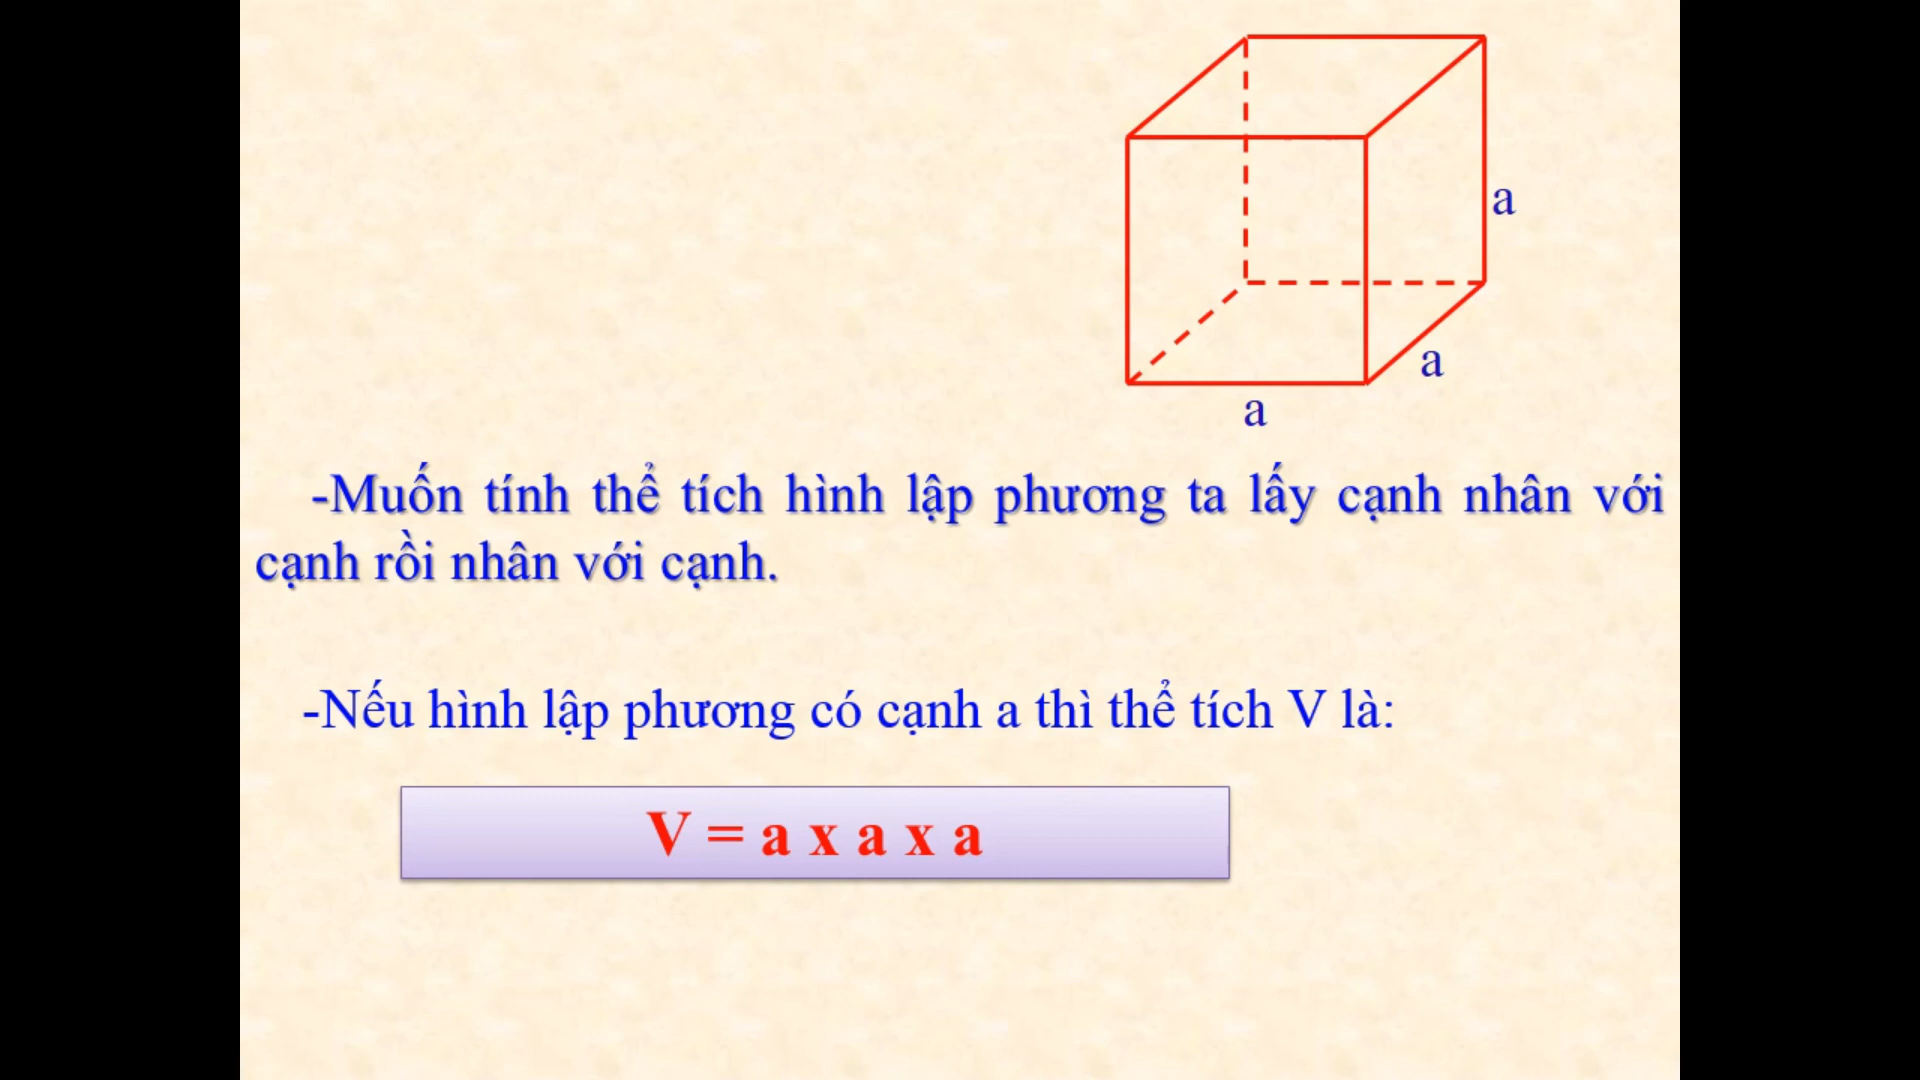 a
a
a
-Muốn tính thể tích hình lập phương ta lấy cạnh nhân với
cạnh rồi nhân với cạnh.
-Nếu hình lập phương có cạnh a thì thể tích V là:
V = a x a x a